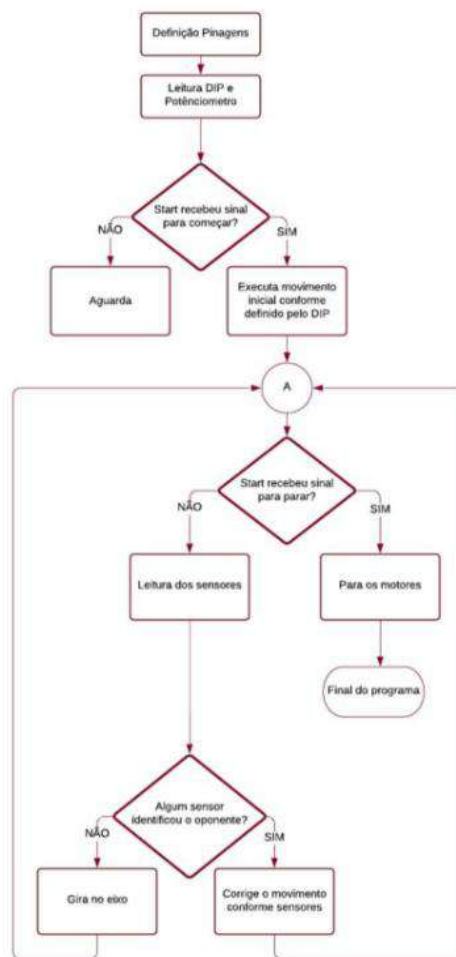 Definição Pinagens
Leitura DIP e
Potênciometro
Start recebeu sinal
para começar?
NÃO
SIM
Aguarda
Executa movimento
inicial conforme
definido pelo DIP
A
Start recebeu sinal
para parar?
NÃO
SIM
Leitura dos sensores
Para os motores
Final do programa
Algum sensor
identificou o oponente?
NÃO
SIM
Gira no eixo
Corrige o movimento
conforme sensores